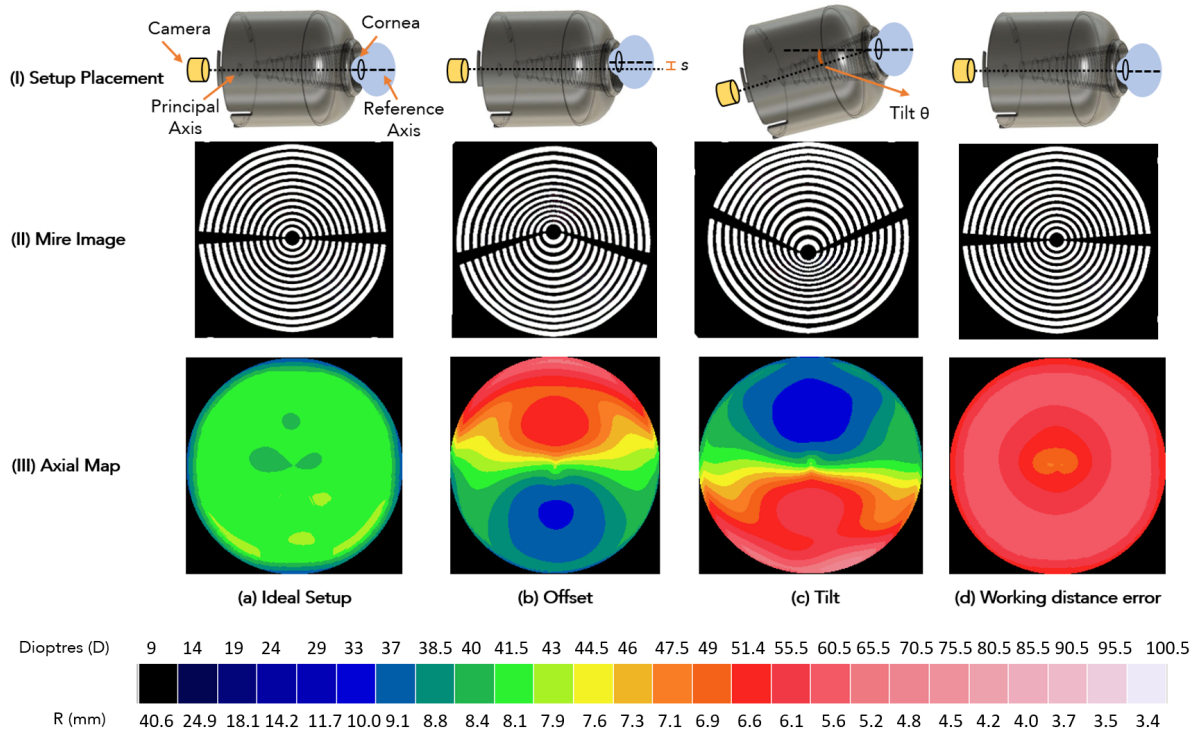 Camera
Cornea
(I) Setup Placement
s
Principal
Axis
Reference
Axis
Tilt θ
(II) Mire Image
(III) Axial Map
(a) Ideal Setup
(b) Offset
(c) Tilt
(d) Working distance error
Dioptres (D) 9 14 19 24 29 33 37 38.5 40 41.5 43 44.5 46 47.5 49 51.4 55.5 60.5 65.5 70.5 75.5 80.5 85.5 90.5 95.5 100.5
R (mm) 40.6 24.9 18.1 14.2 11.7 10.0 9.1 8.8 8.4 8.1 7.9 7.6 7.3 7.1 6.9 6.6 6.1 5.6 5.2 4.8 4.5 4.2 4.0 3.7 3.5 3.4